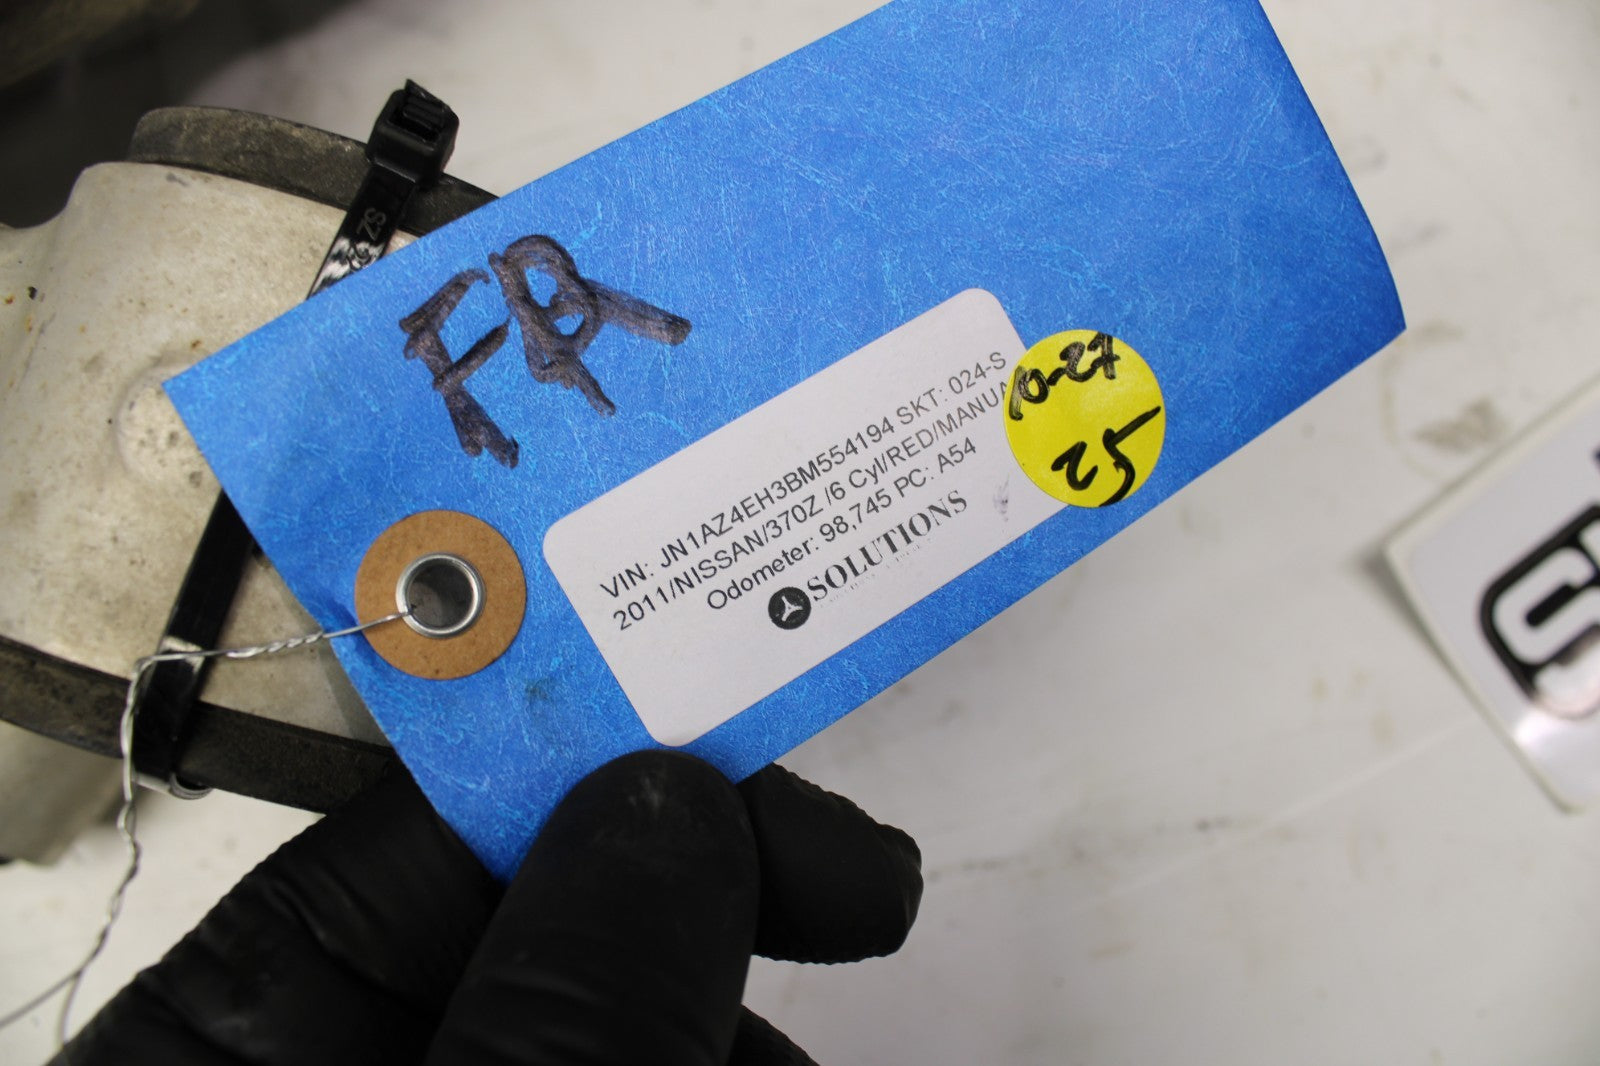 FR
VIN: JN1AZ4EH3BM554194 SKT: 024-S
2011/NISSAN/370Z /6 Cyl/RED/MANUA
Odometer: 98,745 PC: A54
SOLUTIONS
10-27
25